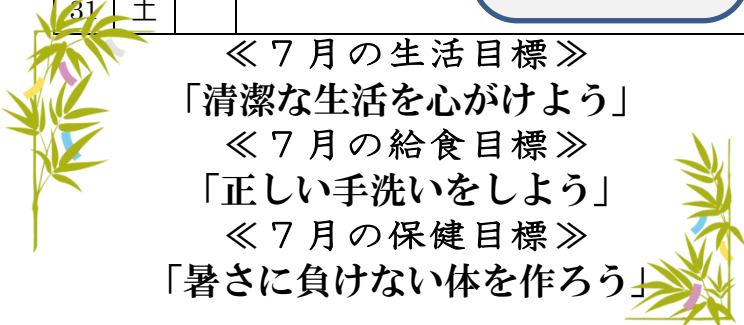 31 土
≪７月の生活目標≫
「清潔な生活を心がけよう」
≪７月の給食目標≫
「正しい手洗いをしよう」
≪７月の保健目標≫
「暑さに負けない体を作ろう」